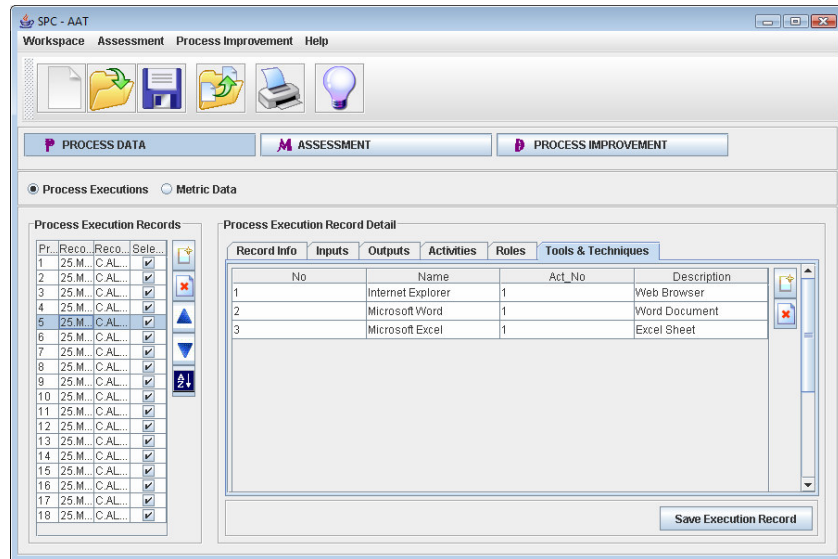 SPC - AAT
Workspace Assessment Process Improvement Help
P PROCESS DATA M ASSESSMENT PROCESS IMPROVEMENT
Process Executions Metric Data
Process Execution Records Process Execution Record Detail
Record Info Inputs Outputs Activities Roles Tools & Techniques
Pr... Reco... Reco... Sele...
No Name Act_No Description
1 25.M... C.AL...
2 25.M... C.AL...
3 25.M... C.AL...
4 25.M... C.AL...
5 25.M... C.AL...
6 25.M... C.AL...
7 25.M... C.AL...
8 25.M... C.AL...
9 25.M... C.AL...
10 25.M... C.AL...
11 25.M... C.AL...
12 25.M... C.AL...
13 25.M... C.AL...
14 25.M... C.AL...
15 25.M... C.AL...
16 25.M... C.AL...
17 25.M... C.AL...
18 25.M... C.AL...
A
Z
1 Internet Explorer 1 Web Browser
2 Microsoft Word 1 Word Document
3 Microsoft Excel 1 Excel Sheet
Save Execution Record